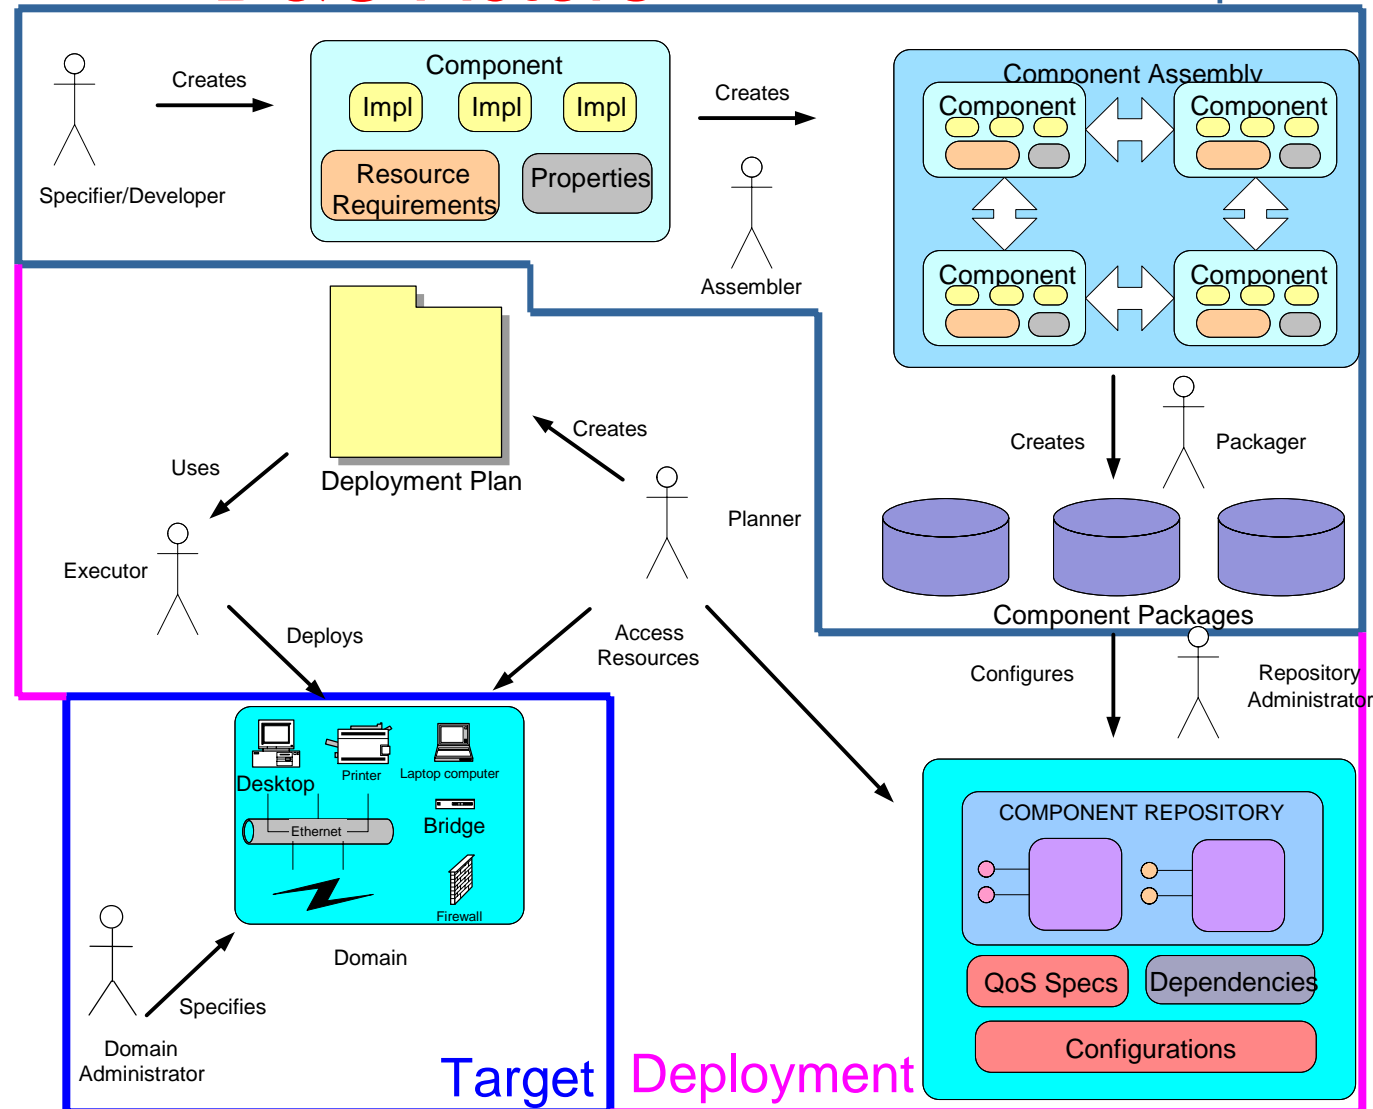 Creates
Component
Impl
Impl
Impl
Resource
Requirements
Properties
Specifier/Developer
Creates
Assembler
Component Assembly
Component
Component
Component
Component
Creates
Packager
Component Packages
Deployment Plan
Creates
Uses
Planner
Executor
Deploys
Access
Resources
Configures
Repository
Administrator
Desktop
Printer
Laptop computer
Ethernet
Bridge
Firewall
Domain
Specifies
Domain
Administrator
COMPONENT REPOSITORY
QoS Specs
Dependencies
Configurations
Target
Deployment